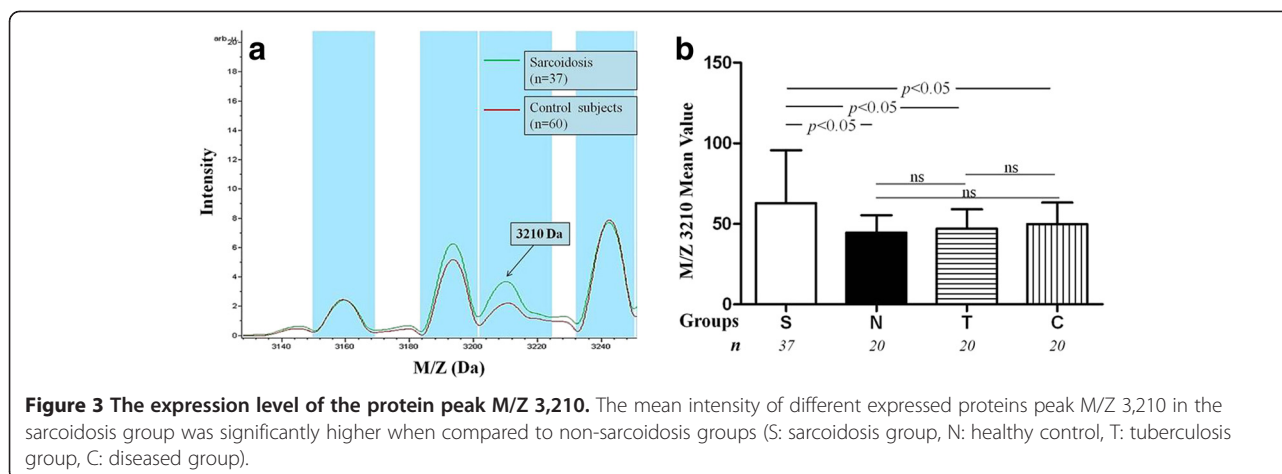 a
arb-u
20
18
16
14
12
10
8
6
4
2
0
Intensity
Sarcoidosis
(n=37)
Control subjects
(n=60)
3210 Da
3140 3160 3180 3200 3220 3240
M/Z (Da)
b
150
100
50
0
M/Z 3210 Mean Value
p<0.05
p<0.05
p<0.05
ns
ns
ns
Groups S N T C
n 37 20 20 20
Figure 3 The expression level of the protein peak M/Z 3,210. The mean intensity of different expressed proteins peak M/Z 3,210 in the
sarcoidosis group was significantly higher when compared to non-sarcoidosis groups (S: sarcoidosis group, N: healthy control, T: tuberculosis
group, C: diseased group).